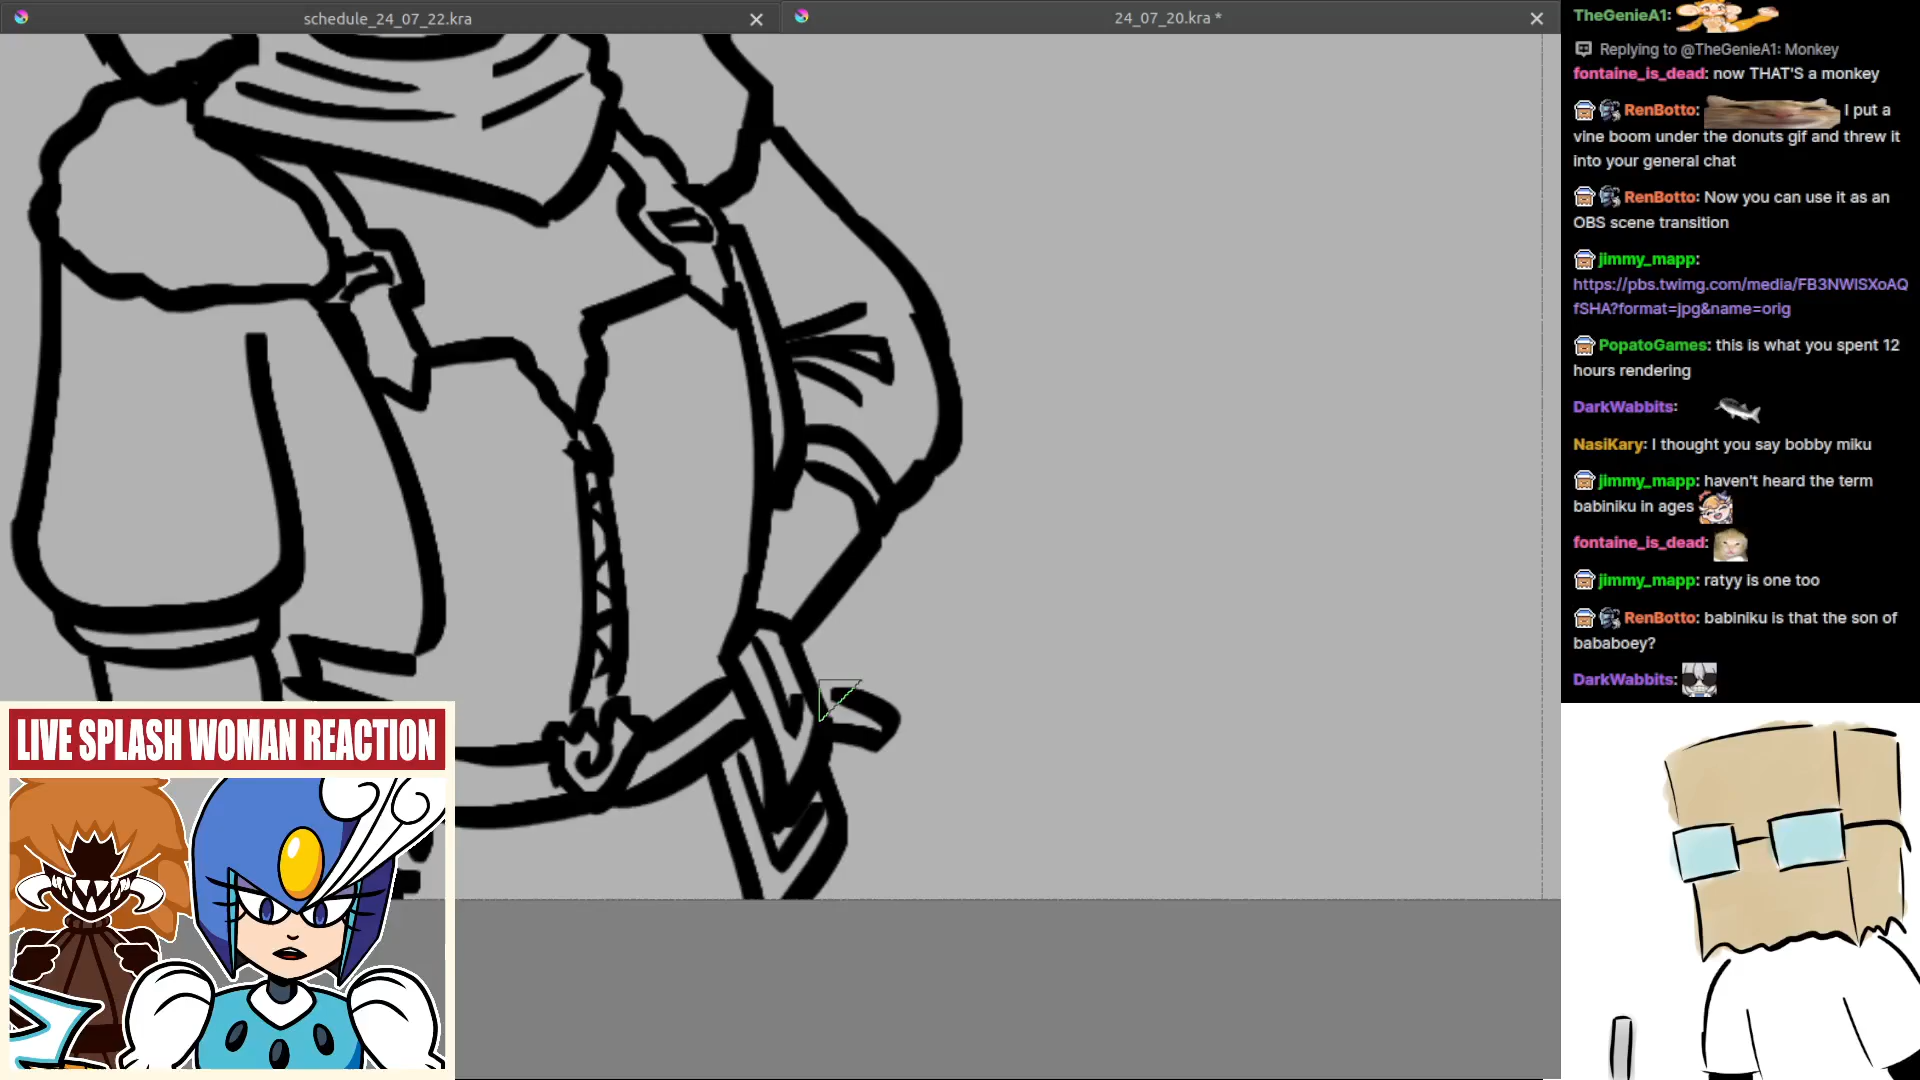 schedule_24_07_22.kra
24_07_20.kra *
TheGenieA1:
Replying to @TheGenieA1: Monkey
fontaine_is_dead: now THAT'S a monkey
RenBotto: I put a
vine boom under the donuts gif and threw it
into your general chat
RenBotto: Now you can use it as an
OBS scene transition
jimmy_mapp:
https://pbs.twimg.com/media/FB3NWlSXoAQ
fSHA?format=jpg&name=orig
PopatoGames: this is what you spent 12
hours rendering
DarkWabbits:
NasiKary: I thought you say bobby miku
jimmy_mapp: haven't heard the term
babiniku in ages
fontaine_is_dead:
jimmy_mapp: ratyy is one too
RenBotto: babiniku is that the son of
bababoey?
DarkWabbits:
LIVE SPLASH WOMAN REACTION